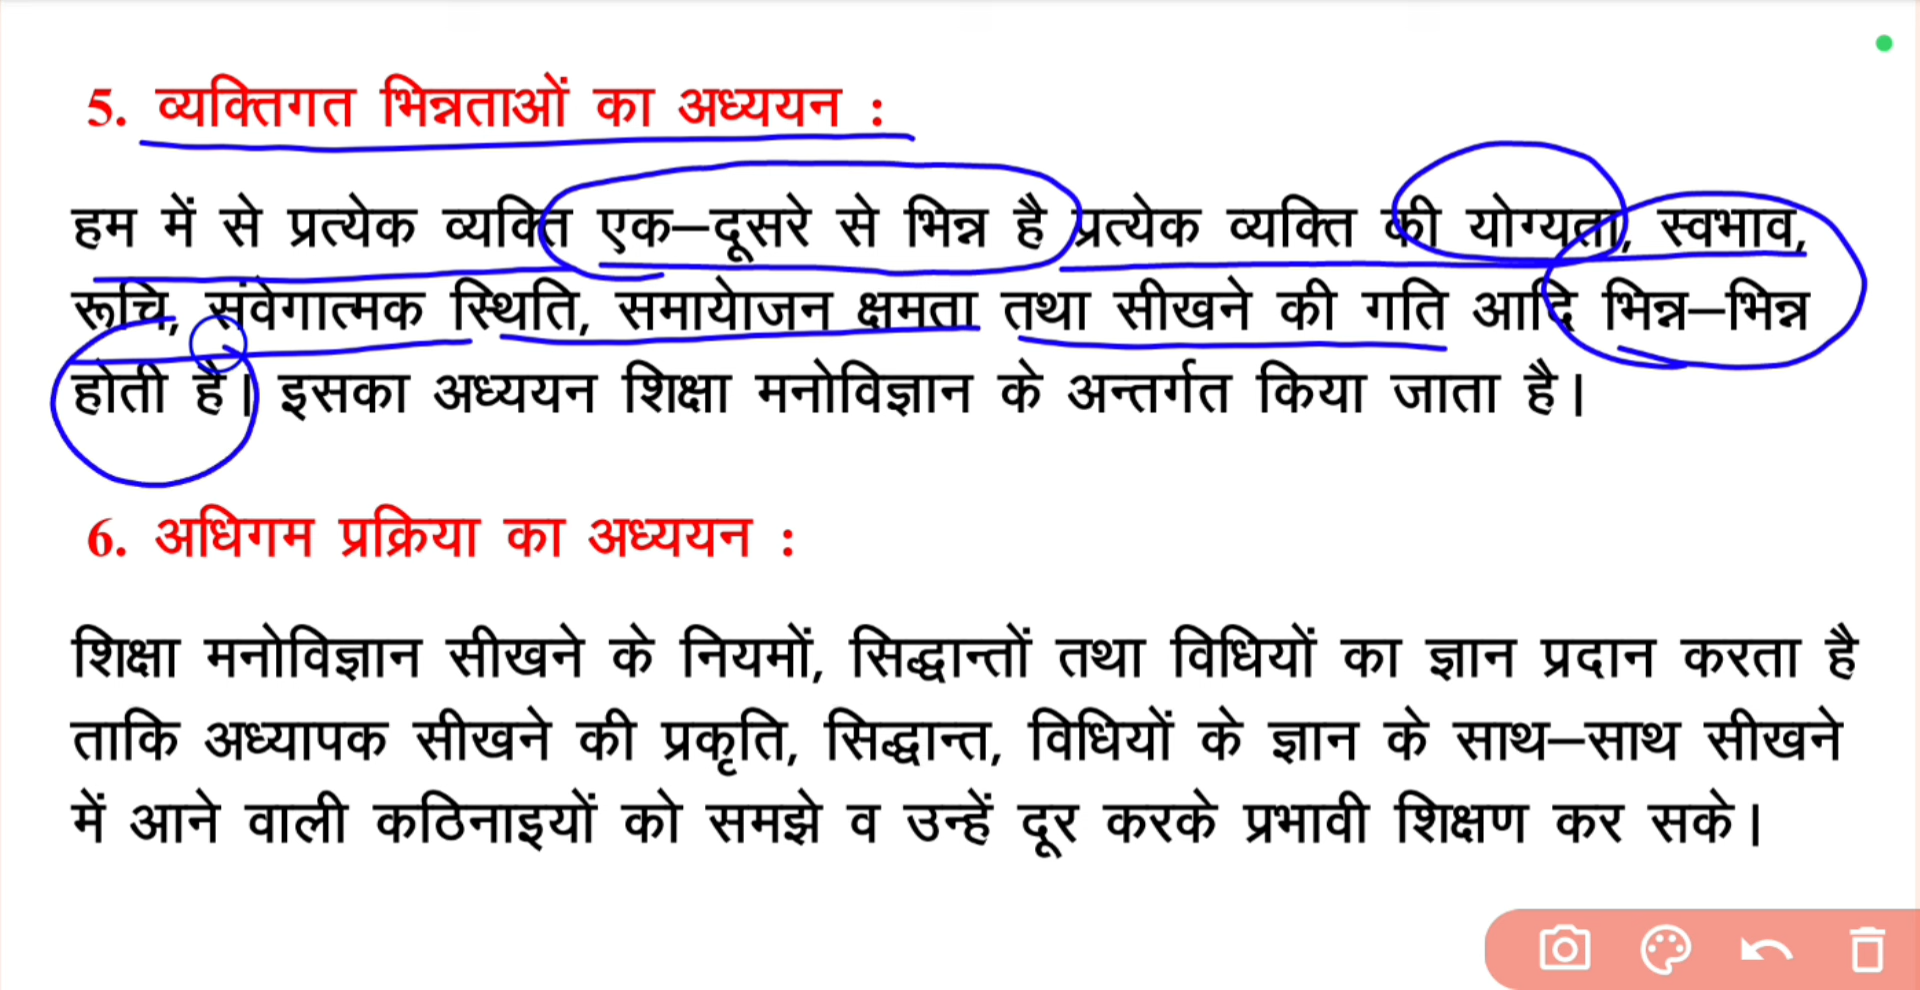 5. व्यक्तिगत भिन्नताओं का अध्ययन :
हम में से प्रत्येक व्यक्ति एक–दूसरे से भिन्न है प्रत्येक व्यक्ति की योग्यता, स्वभाव,
रूचि, संवेगात्मक स्थिति, समायोजन क्षमता तथा सीखने की गति आदि भिन्न–भिन्न
होती है। इसका अध्ययन शिक्षा मनोविज्ञान के अन्तर्गत किया जाता है।
6. अधिगम प्रक्रिया का अध्ययन :
शिक्षा मनोविज्ञान सीखने के नियमों, सिद्धान्तों तथा विधियों का ज्ञान प्रदान करता है
ताकि अध्यापक सीखने की प्रकृति, सिद्धान्त, विधियों के ज्ञान के साथ–साथ सीखने
में आने वाली कठिनाइयों को समझे व उन्हें दूर करके प्रभावी शिक्षण कर सके।